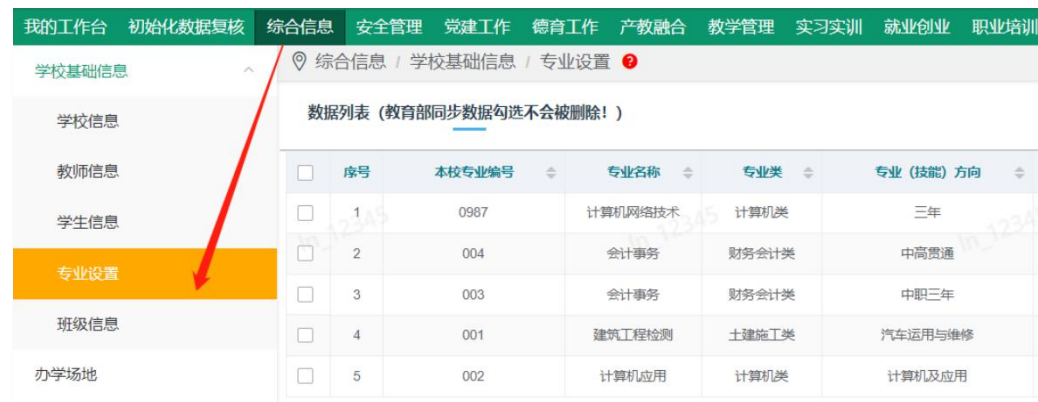 我的工作台 初始化数据复核 综合信息 安全管理 党建工作 德育工作 产教融合 教学管理 实习实训 就业创业 职业培训
学校基础信息
综合信息 / 学校基础信息 / 专业设置 ?
学校信息
数据列表（教育部同步数据勾选不会被删除！）
教师信息
序号 本校专业编号 专业名称 专业类 专业（技能）方向
学生信息
1 0987 计算机网络技术 计算机类 三年
专业设置
2 004 会计事务 财务会计类 中高贯通
3 003 会计事务 财务会计类 中职三年
班级信息
4 001 建筑工程检测 土建施工类 汽车运用与维修
办学场地
5 002 计算机应用 计算机类 计算机及应用
ln_12345